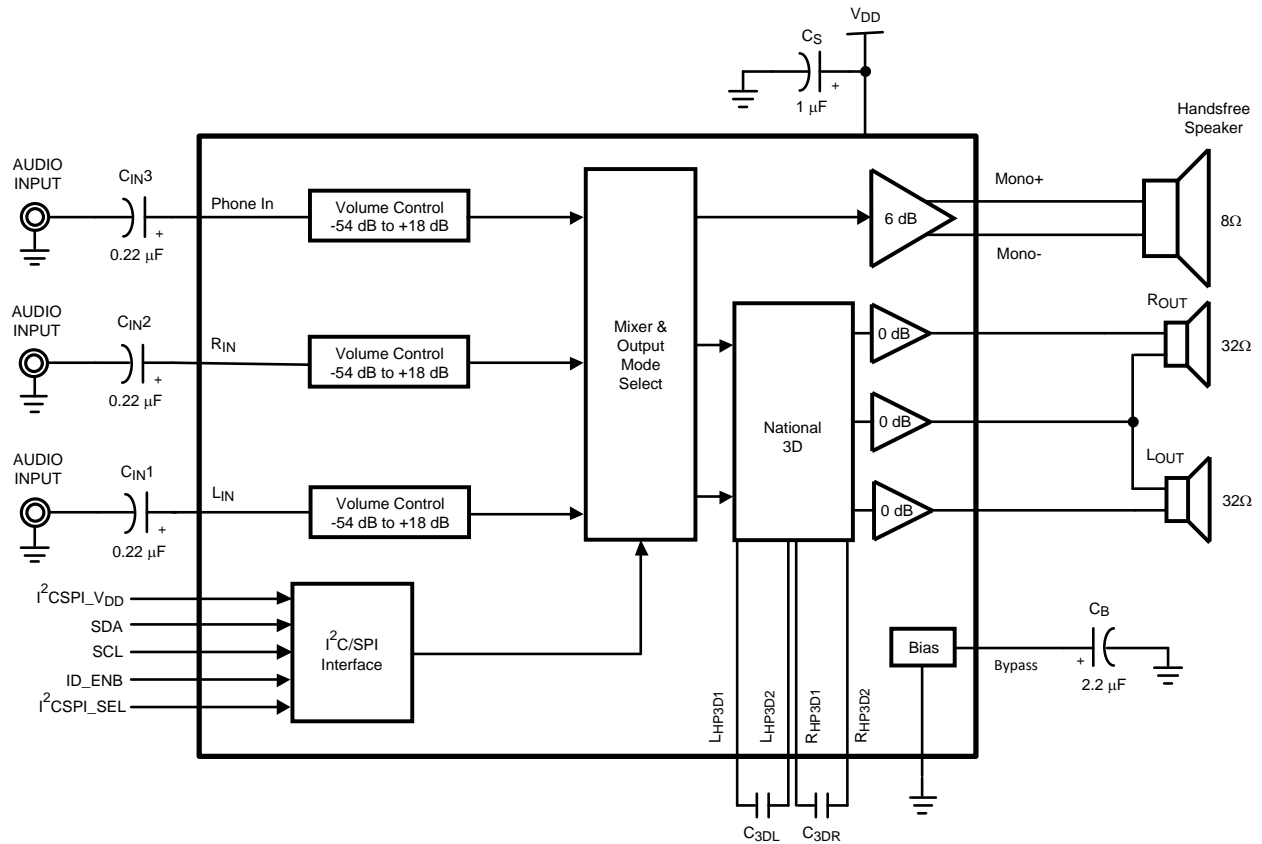 VDD
CS
+
1 µF
Handsfree
Speaker
AUDIO
INPUT
CIN3
+
0.22 µF
Phone In
Volume Control
-54 dB to +18 dB
6 dB
Mono+
Mono-
8Ω
AUDIO
INPUT
CIN2
+
0.22 µF
RIN
Volume Control
-54 dB to +18 dB
Mixer &
Output
Mode
Select
0 dB
ROUT
32Ω
National
3D
0 dB
AUDIO
INPUT
CIN1
+
0.22 µF
LIN
Volume Control
-54 dB to +18 dB
0 dB
LOUT
32Ω
I²CSPI_VDD
SDA
SCL
ID_ENB
I²CSPI_SEL
I²C/SPI
Interface
Bias
Bypass
CB
+
2.2 µF
LHP3D1
LHP3D2
RHP3D1
RHP3D2
C3DL
C3DR